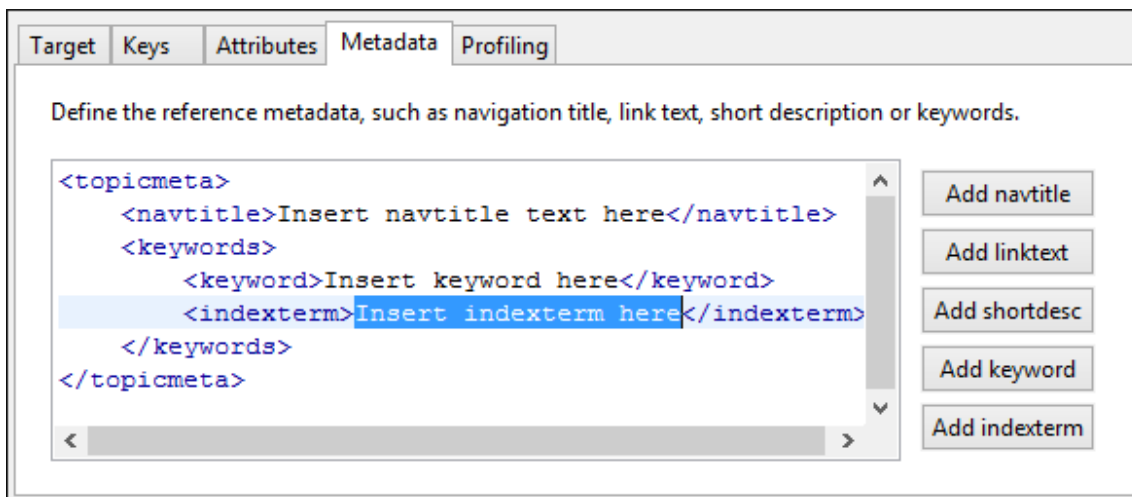 Target Keys Attributes Metadata Profiling
Define the reference metadata, such as navigation title, link text, short description or keywords.
<topicmeta>
    <navtitle>Insert navtitle text here</navtitle>
    <keywords>
        <keyword>Insert keyword here</keyword>
        <indexterm>Insert indexterm here</indexterm>
    </keywords>
</topicmeta>
Add navtitle
Add linktext
Add shortdesc
Add keyword
Add indexterm